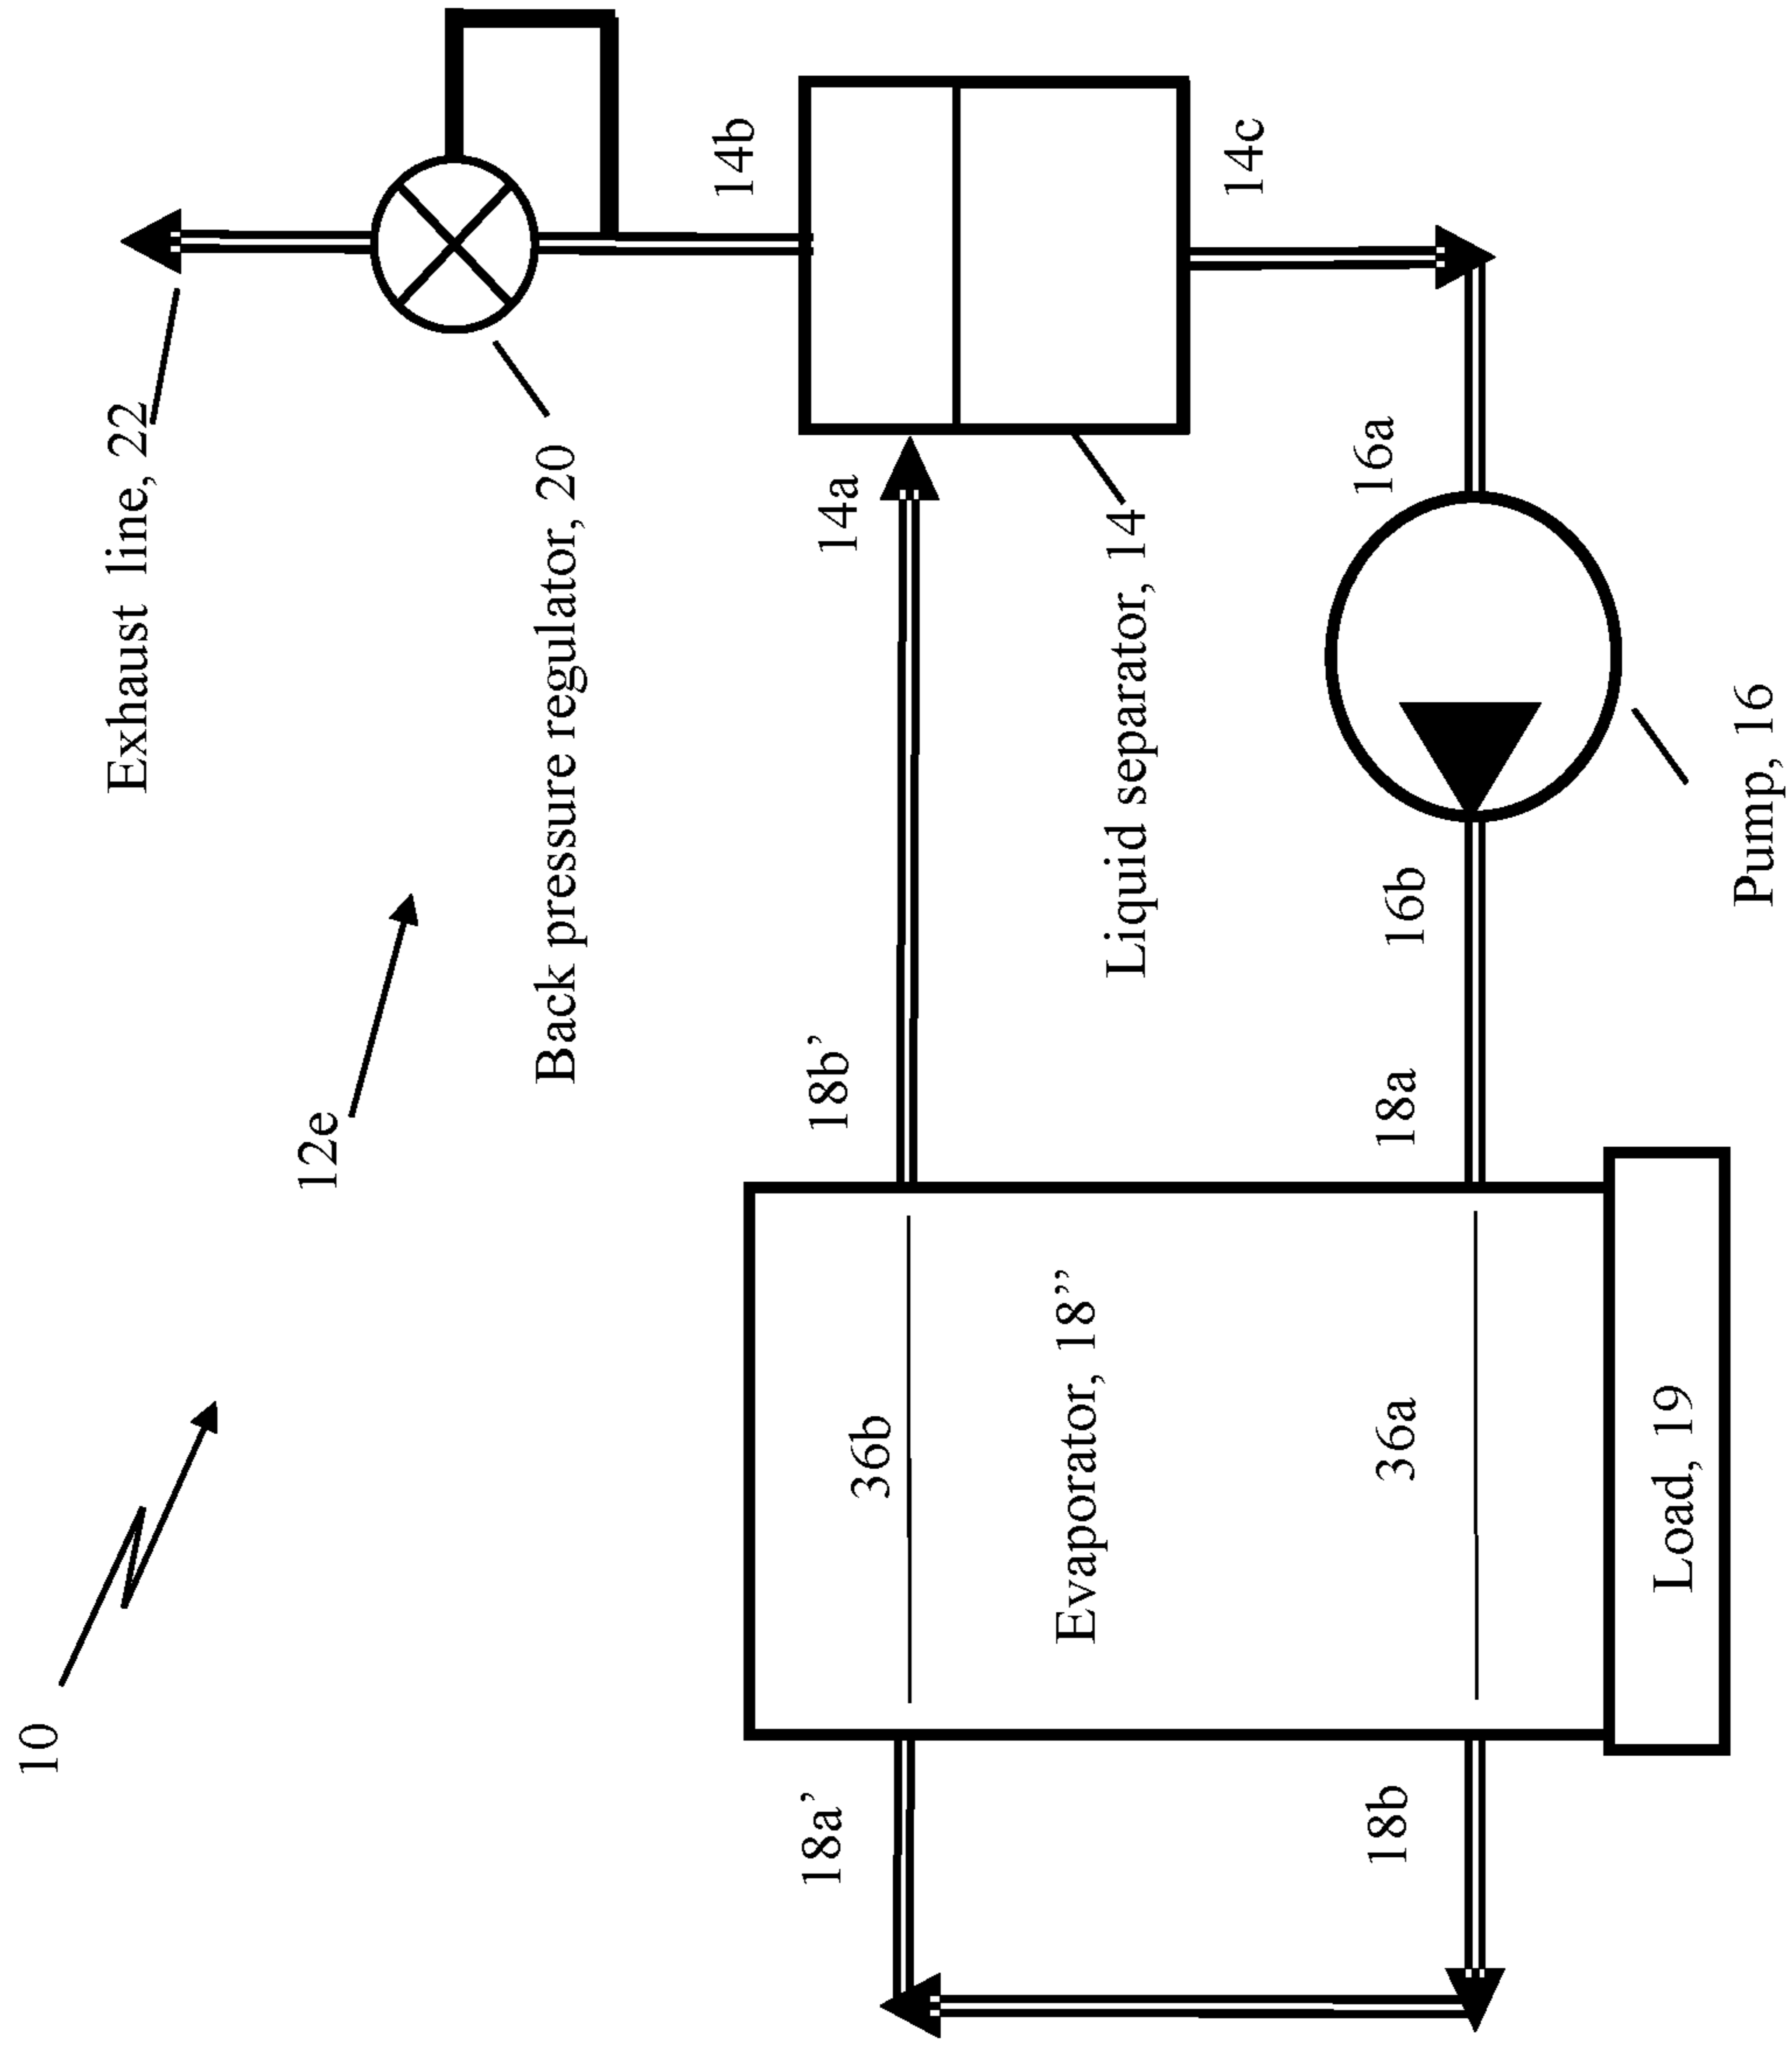 10
Exhaust line, 22
12e
Back pressure regulator, 20
14b
18a’
18b’
14a
36b
Evaporator, 18’’
Liquid separator, 14
14c
18b
36a
18a
16b
16a
Load, 19
Pump, 16